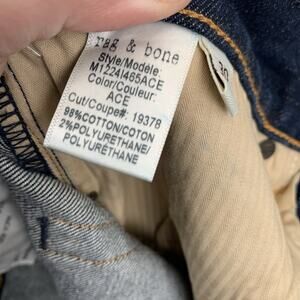 rag & bone
Style/Modèle:
M1224I465ACE
Color/Couleur:
ACE
Cut/Coupe#: 19378
98%COTTON/COTON
2%POLYURETHANE/
POLYURÉTHANE
30